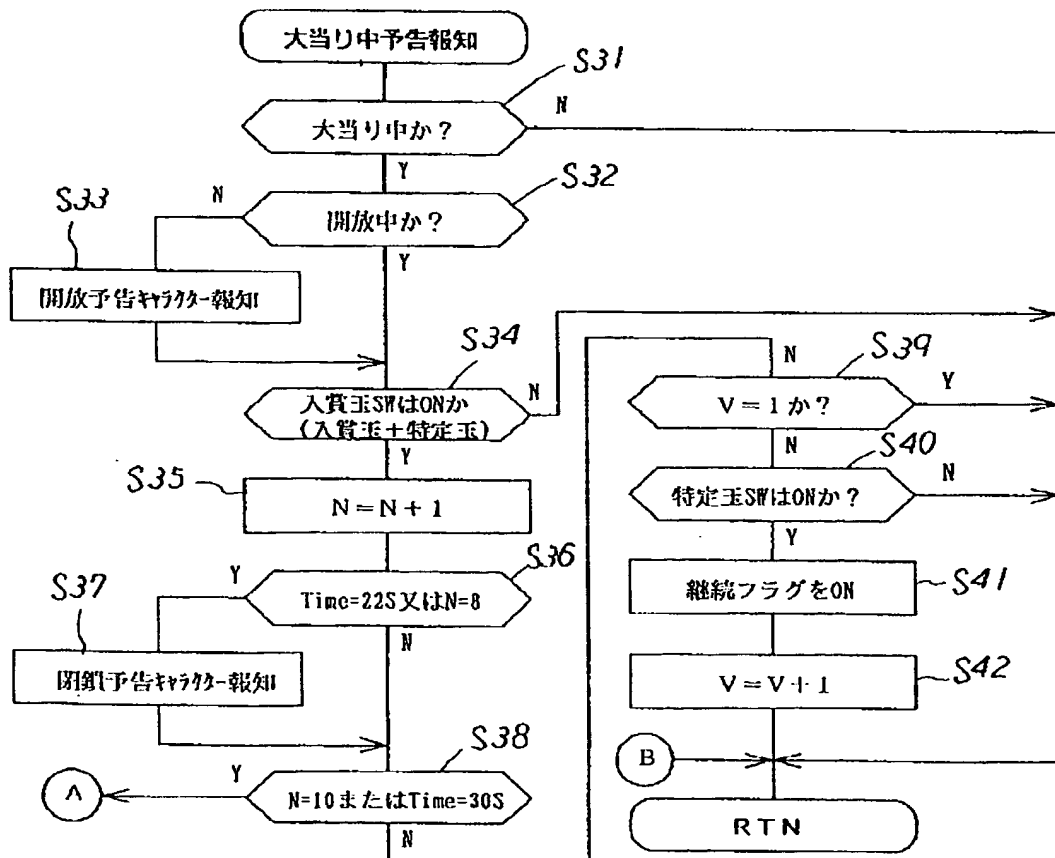 大当り中予告報知
S31
大当り中か？
N
Y
S32
開放中か？
N
Y
S33
開放予告ｷｬﾗｸﾀｰ報知
S34
入賞玉SWはONか
(入賞玉＋特定玉)
N
Y
S35
N＝N＋1
S36
Time=22S又はN=8
Y
N
S37
閉鎖予告ｷｬﾗｸﾀｰ報知
S38
N=10またはTime=30S
Y
N
A
N
S39
V＝1か？
Y
N
S40
特定玉SWはONか？
N
Y
S41
継続フラグをON
S42
V＝V＋1
B
RTN